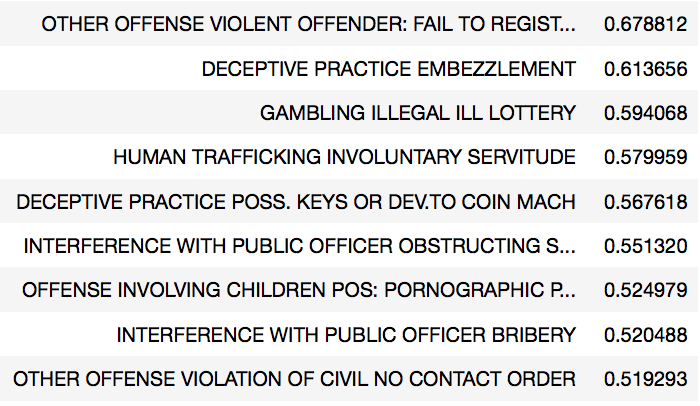 OTHER OFFENSE VIOLENT OFFENDER: FAIL TO REGIST... 0.678812
DECEPTIVE PRACTICE EMBEZZLEMENT 0.613656
GAMBLING ILLEGAL ILL LOTTERY 0.594068
HUMAN TRAFFICKING INVOLUNTARY SERVITUDE 0.579959
DECEPTIVE PRACTICE POSS. KEYS OR DEV.TO COIN MACH 0.567618
INTERFERENCE WITH PUBLIC OFFICER OBSTRUCTING S... 0.551320
OFFENSE INVOLVING CHILDREN POS: PORNOGRAPHIC P... 0.524979
INTERFERENCE WITH PUBLIC OFFICER BRIBERY 0.520488
OTHER OFFENSE VIOLATION OF CIVIL NO CONTACT ORDER 0.519293